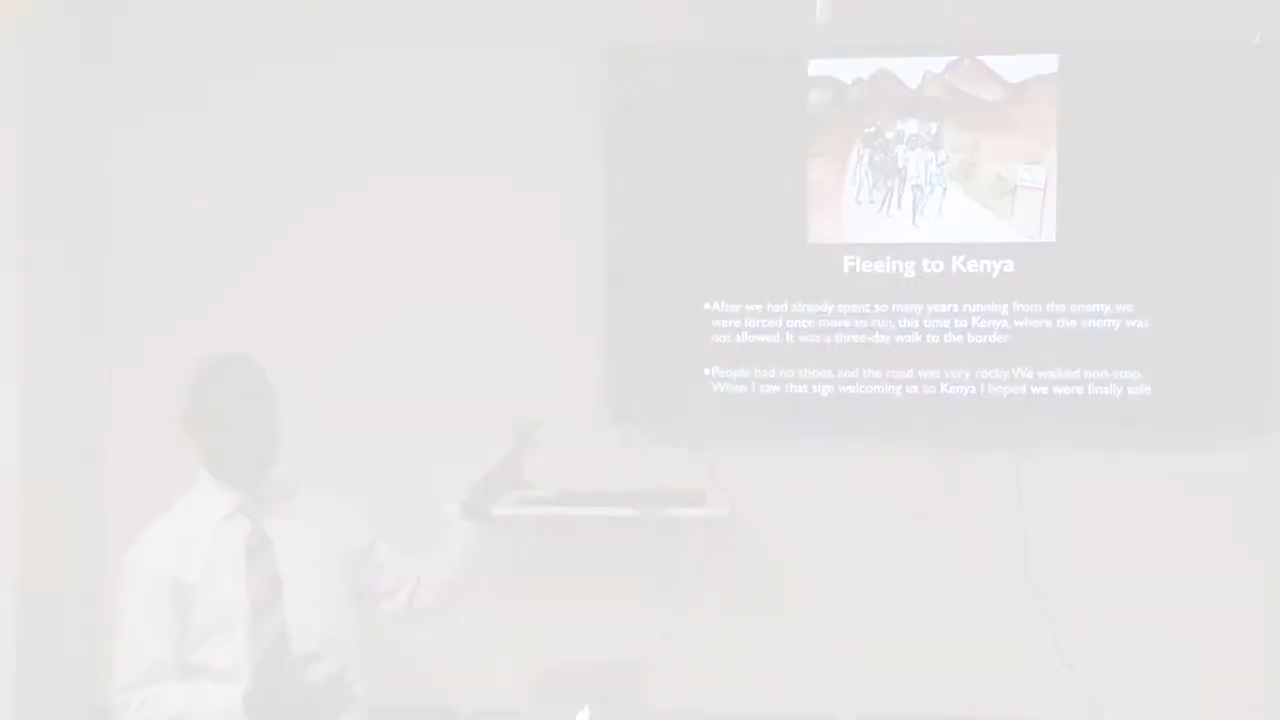 Fleeing to Kenya
•After we had already spent so many years running from the enemy, we
were forced once more to run, this time to Kenya, where the enemy was
not allowed. It was a three-day walk to the border
•People had no shoes, and the road was very rocky. We walked non-stop.
When I saw that sign welcoming us to Kenya I hoped we were finally safe